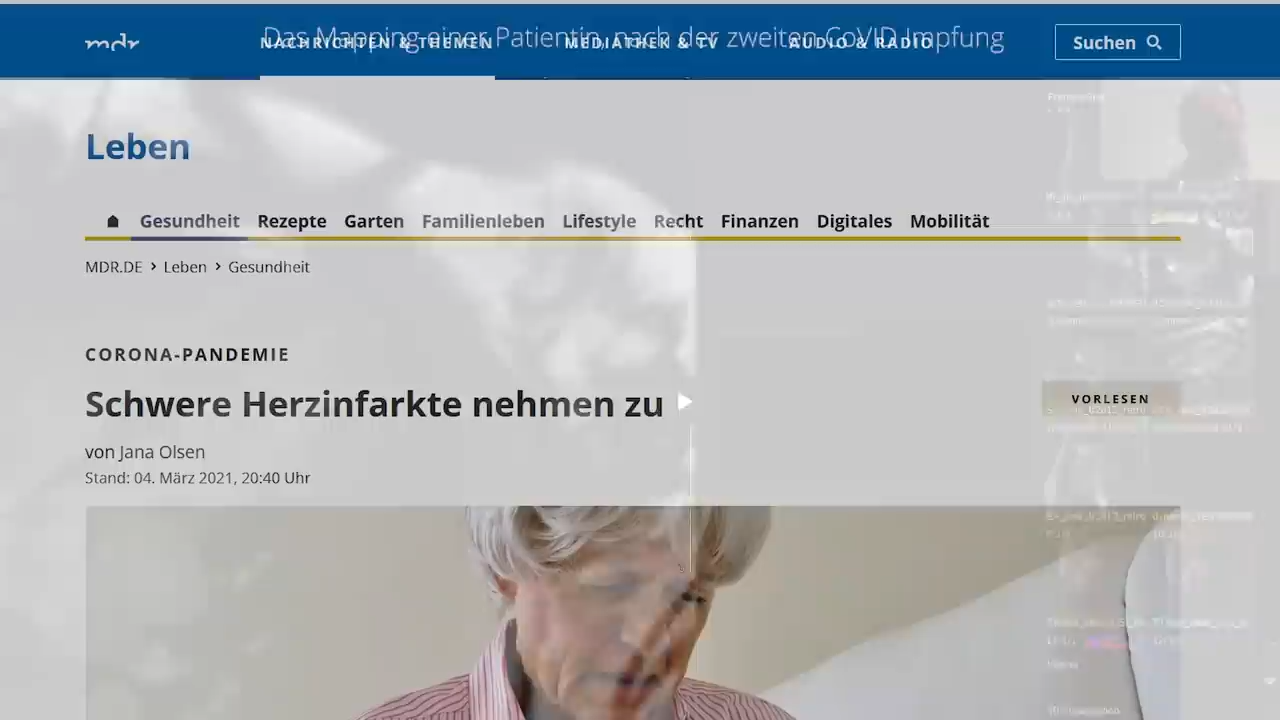 Das Mapping einer Patientin, nach der zweiten CoVID Impfung
mdr NACHRICHTEN & THEMEN MEDIATHEK & TV AUDIO & RADIO Suchen
Leben
Gesundheit Rezepte Garten Familienleben Lifestyle Recht Finanzen Digitales Mobilität
MDR.DE › Leben › Gesundheit
CORONA-PANDEMIE
Schwere Herzinfarkte nehmen zu
VORLESEN
von Jana Olsen
Stand: 04. März 2021, 20:40 Uhr